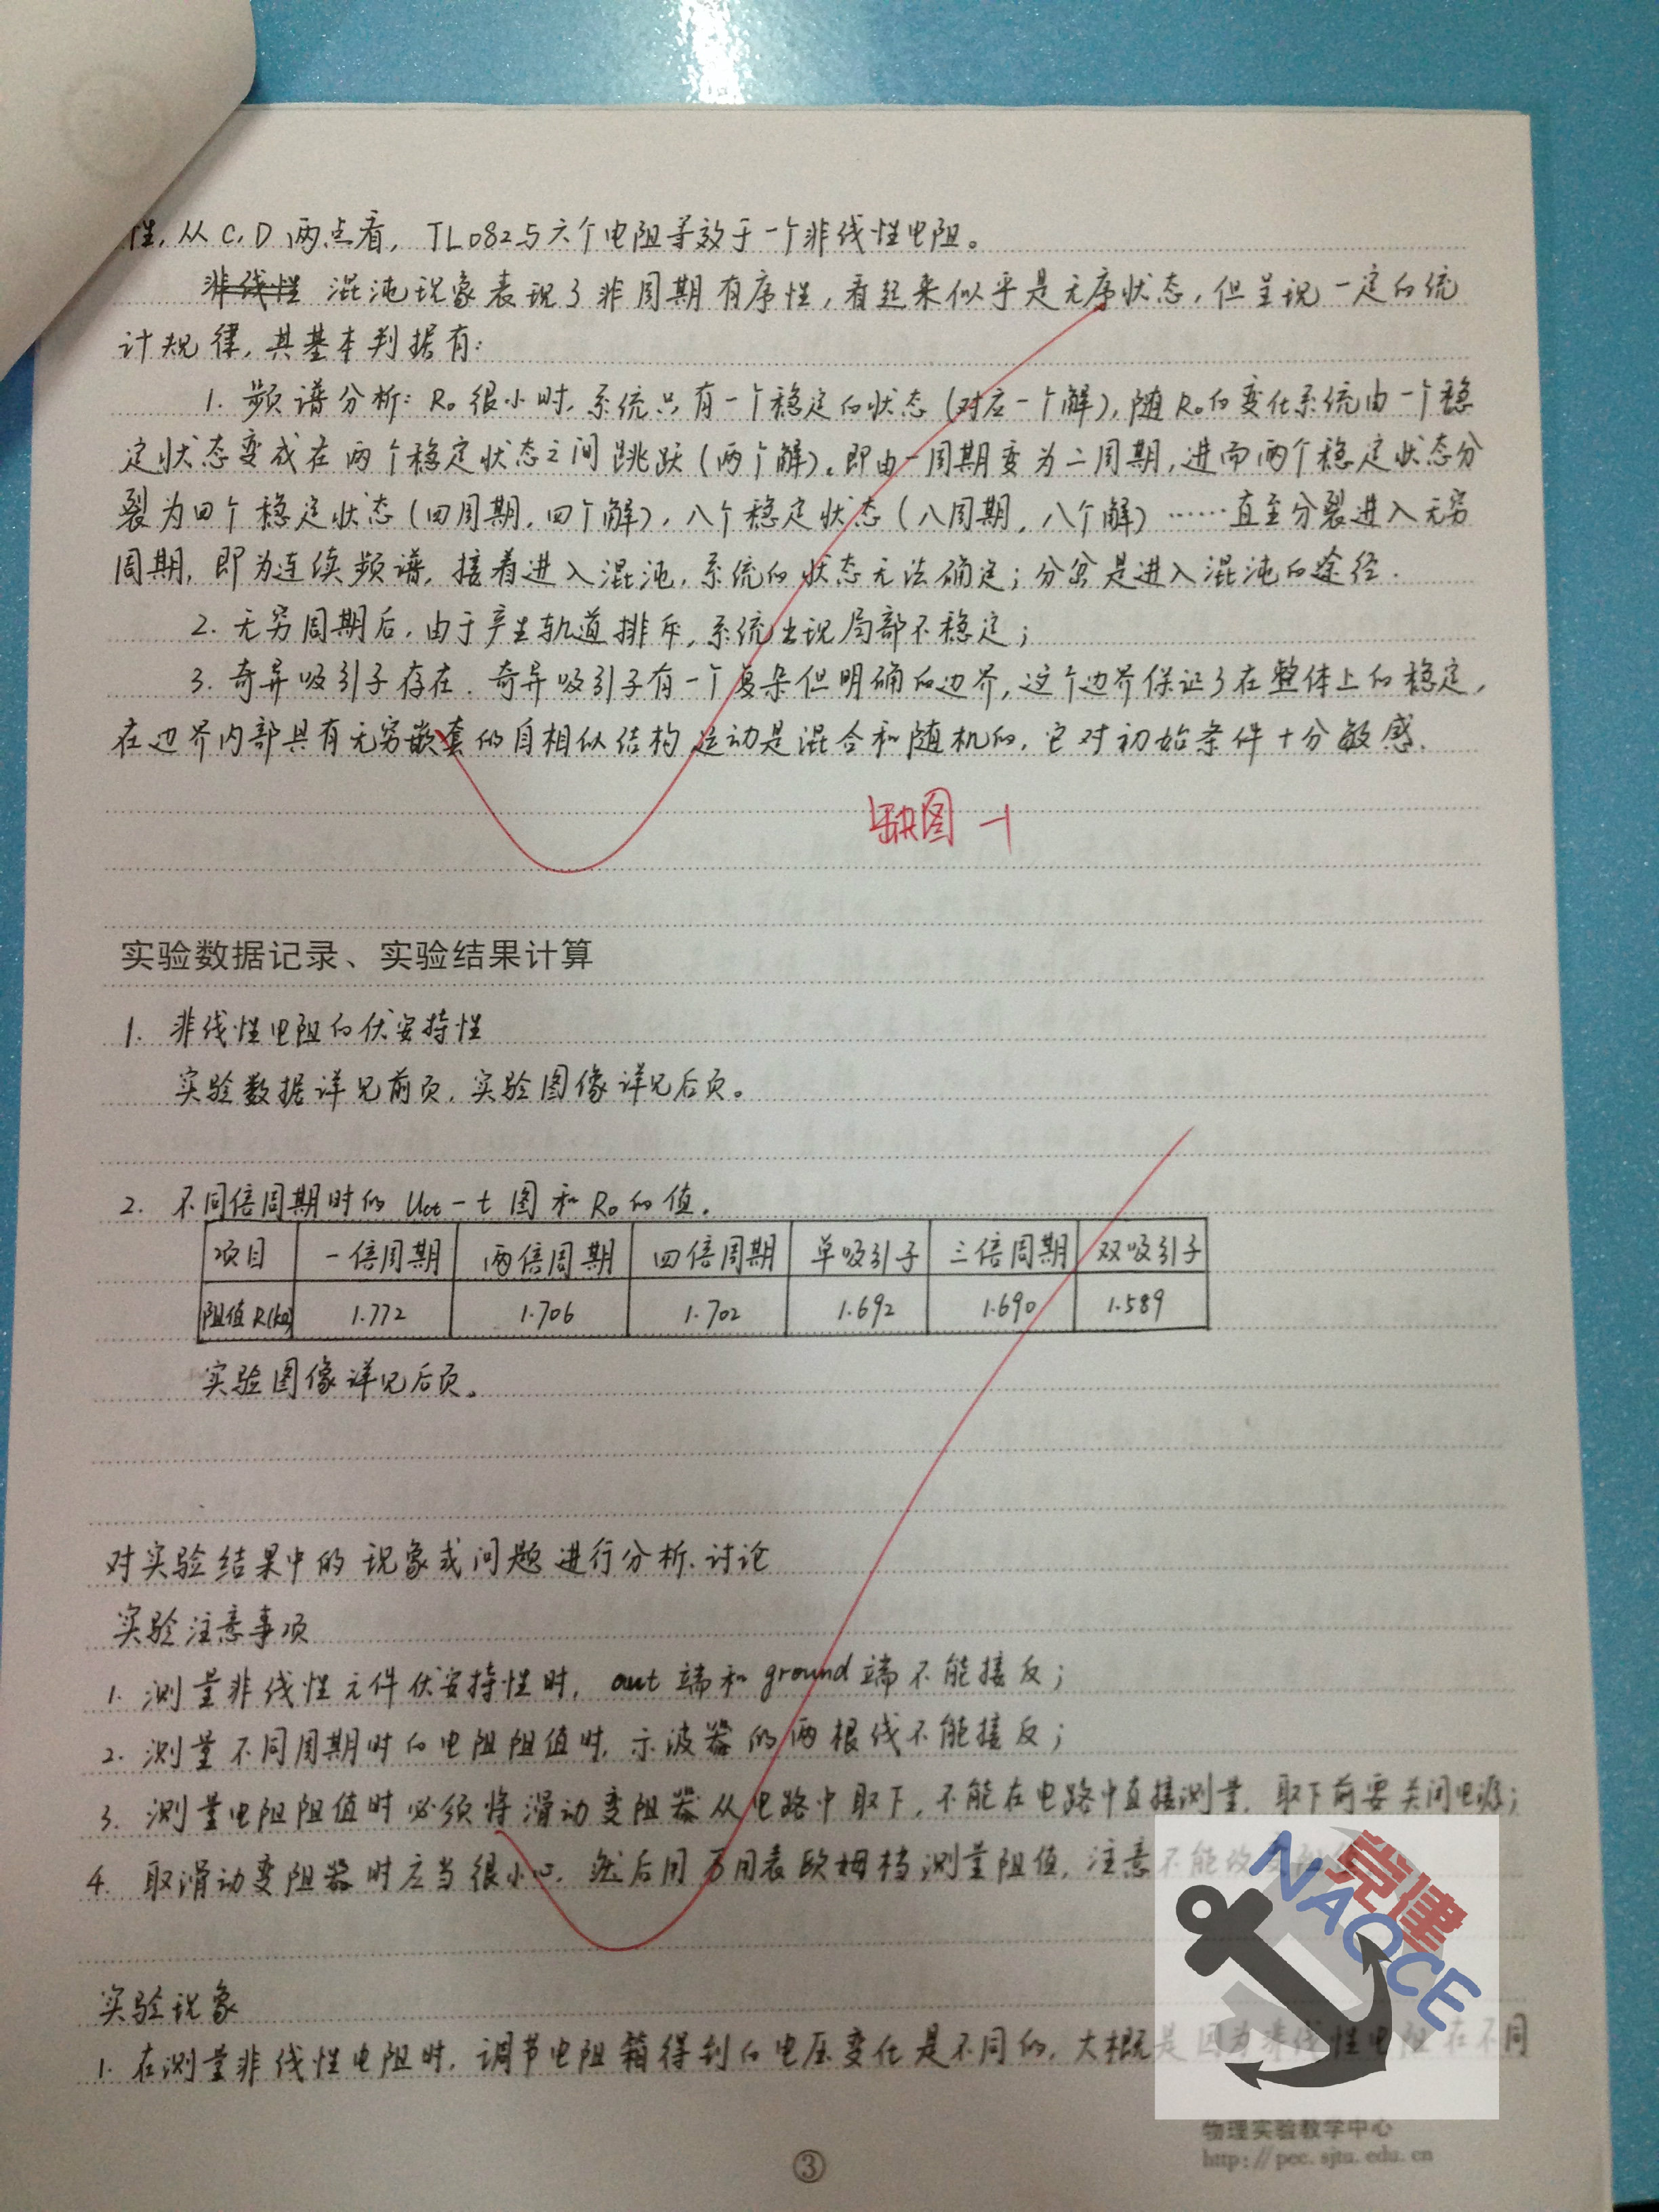 性,从C,D两点看,TL082与六个电阻等效于一个非线性电阻。
混沌现象表现了非周期有序性,看起来似乎是无序状态,但呈现一定的统
计规律,其基本判据有:
1. 频谱分析:R₀很小时,系统只有一个稳定的状态(对应一个解),随R₀的变化系统由一个稳
定状态变成在两个稳定状态之间跳跃(两个解),即由一周期变为二周期,进而两个稳定状态分
裂为四个稳定状态(四周期,四个解),八个稳定状态(八周期,八个解)……直至分裂进入无穷
周期,即为连续频谱,接着进入混沌,系统的状态无法确定;分岔是进入混沌的途径.
2. 无穷周期后,由于产生轨道排斥,系统出现局部不稳定;
3. 奇异吸引子存在.奇异吸引子有一个复杂但明确的边界,这个边界保证了在整体上的稳定,
在边界内部具有无穷嵌套的自相似结构,运动是混合和随机的,它对初始条件十分敏感.
缺图 -1
实验数据记录、实验结果计算
1. 非线性电阻的伏安特性
实验数据详见前页,实验图像详见后页。
2. 不同倍周期时的 Uct-t 图和 R₀的值.
项目 一倍周期 两倍周期 四倍周期 单吸引子 三倍周期 双吸引子
阻值R(kΩ) 1.772 1.706 1.702 1.692 1.690 1.589
实验图像详见后页。
对实验结果中的现象或问题进行分析、讨论
实验注意事项
1. 测量非线性元件伏安特性时, out端和ground端不能接反;
2. 测量不同周期时的电阻阻值时,示波器的两根线不能接反;
3. 测量电阻阻值时必须将滑动变阻器从电路中取下,不能在电路中直接测量,取下前要关闭电源;
4. 取滑动变阻器时应当很小心,然后用万用表欧姆档测量阻值,注意不能改变
实验现象
1. 在测量非线性电阻时,调节电阻箱得到的电压变化是不同的,大概是因为非线性电阻在不同
党建
NAOCE
物理实验教学中心
http://pec.sjtu.edu.cn
③